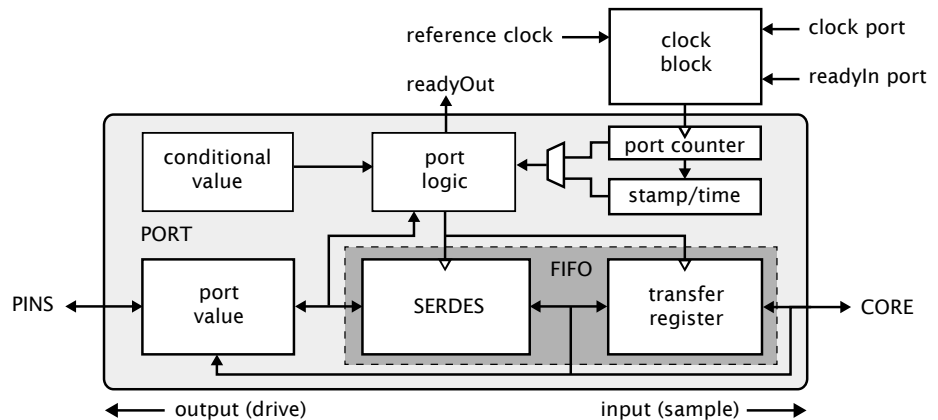 reference clock
clock
block
clock port
readyIn port
readyOut
conditional
value
port
logic
port counter
stamp/time
PORT
FIFO
PINS
port
value
SERDES
transfer
register
CORE
output (drive)
input (sample)